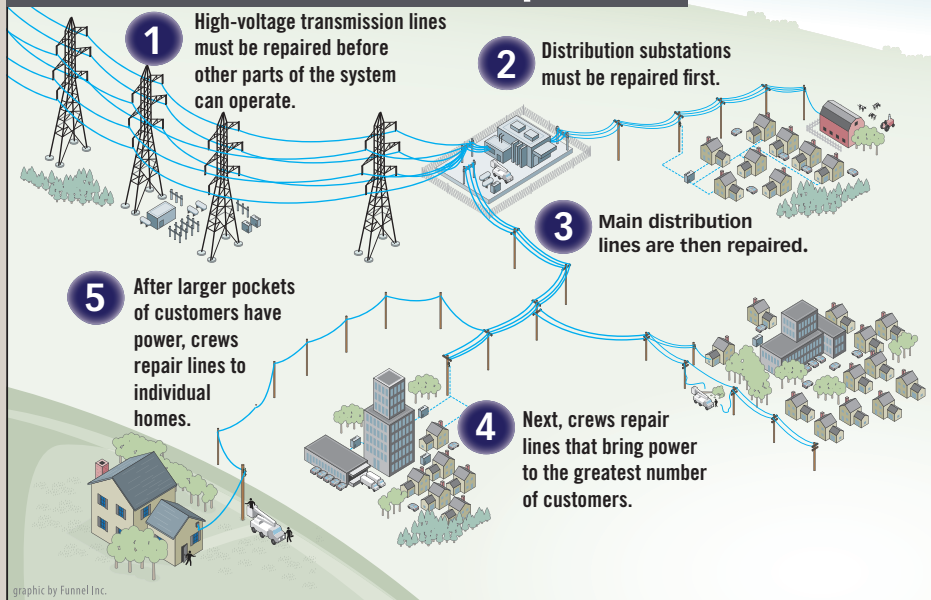 1
High-voltage transmission lines
must be repaired before
other parts of the system
can operate.
2
Distribution substations
must be repaired first.
3
Main distribution
lines are then repaired.
5
After larger pockets
of customers have
power, crews
repair lines to
individual
homes.
4
Next, crews repair
lines that bring power
to the greatest number
of customers.
graphic by Funnel Inc.